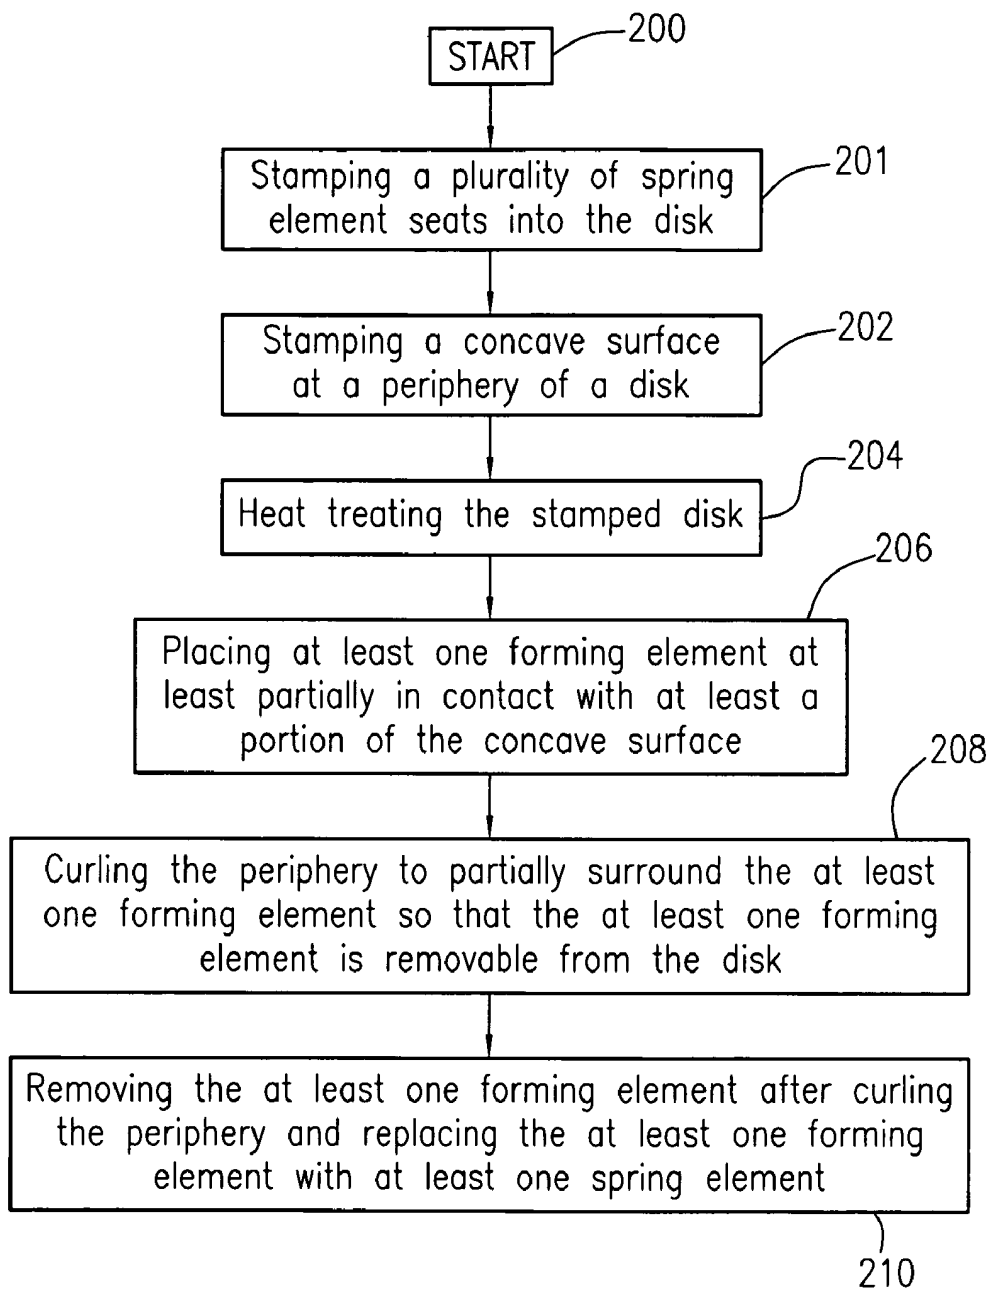 START
200
Stamping a plurality of spring
element seats into the disk
201
Stamping a concave surface
at a periphery of a disk
202
Heat treating the stamped disk
204
Placing at least one forming element at
least partially in contact with at least a
portion of the concave surface
206
Curling the periphery to partially surround the at least
one forming element so that the at least one forming
element is removable from the disk
208
Removing the at least one forming element after curling
the periphery and replacing the at least one forming
element with at least one spring element
210